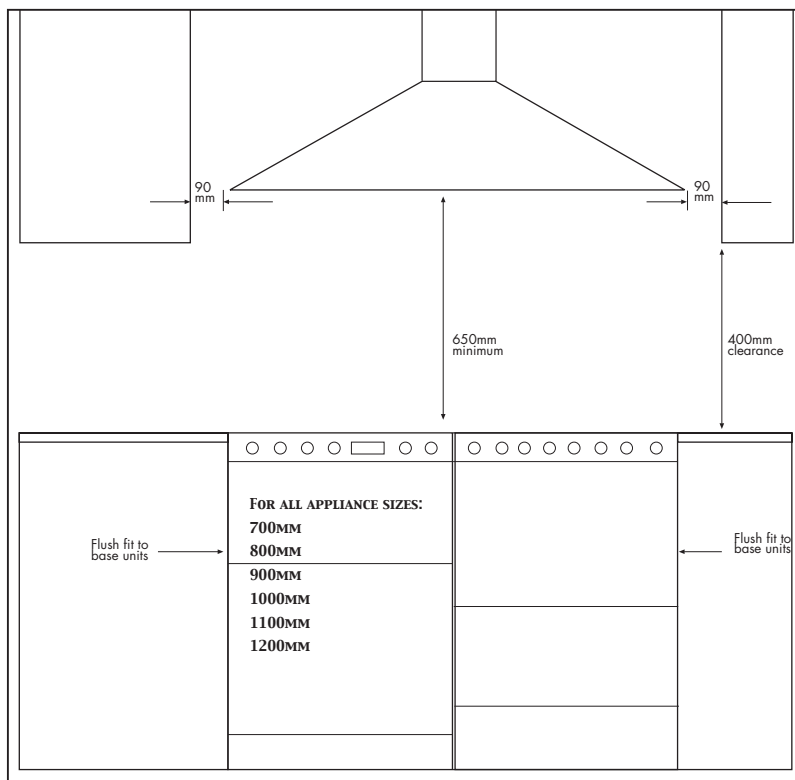 90
mm
90
mm
650mm
minimum
400mm
clearance
FOR ALL APPLIANCE SIZES:
700MM
800MM
900MM
1000MM
1100MM
1200MM
Flush fit to
base units
Flush fit to
base units